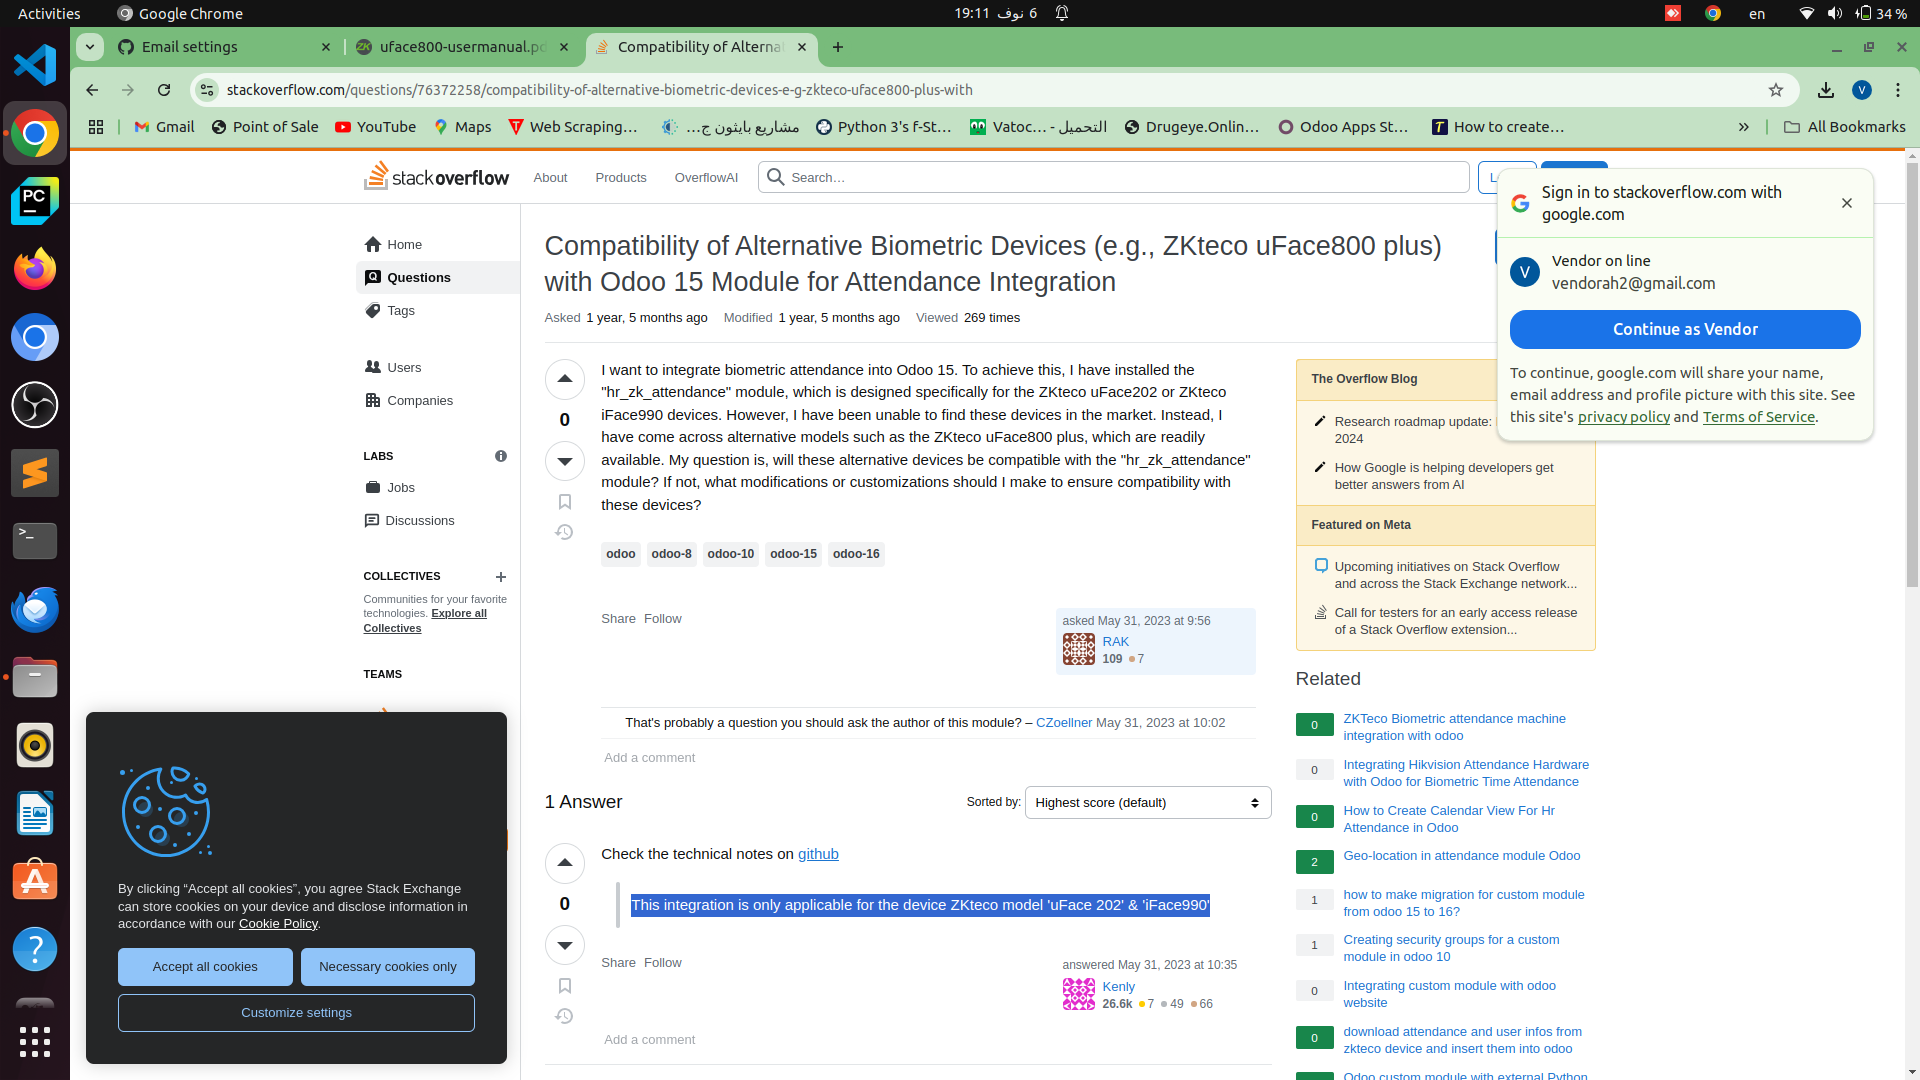 Activities
Google Chrome
19:11 6 نوف
en
34 %
Email settings
uface800-usermanual.pd
Compatibility of Alterna
stackoverflow.com/questions/76372258/compatibility-of-alternative-biometric-devices-e-g-zkteco-uface800-plus-with
V
Gmail
Point of Sale
YouTube
Maps
Web Scraping…
مشاريع بايثون ج…
Python 3's f-St…
التحميل - Vatoc…
Drugeye.Onlin…
Odoo Apps St…
How to create…
»
All Bookmarks
stackoverflow
About
Products
OverflowAI
Search…
Sign in to stackoverflow.com with
google.com
V
Vendor on line
vendorah2@gmail.com
Continue as Vendor
To continue, google.com will share your name,
email address and profile picture with this site. See
this site's privacy policy and Terms of Service.
Home
Questions
Tags
Users
Companies
LABS
Jobs
Discussions
COLLECTIVES
Communities for your favorite
technologies. Explore all
Collectives
TEAMS
Compatibility of Alternative Biometric Devices (e.g., ZKteco uFace800 plus)
with Odoo 15 Module for Attendance Integration
Asked 1 year, 5 months ago Modified 1 year, 5 months ago Viewed 269 times
0
I want to integrate biometric attendance into Odoo 15. To achieve this, I have installed the
"hr_zk_attendance" module, which is designed specifically for the ZKteco uFace202 or ZKteco
iFace990 devices. However, I have been unable to find these devices in the market. Instead, I
have come across alternative models such as the ZKteco uFace800 plus, which are readily
available. My question is, will these alternative devices be compatible with the "hr_zk_attendance"
module? If not, what modifications or customizations should I make to ensure compatibility with
these devices?
odoo odoo-8 odoo-10 odoo-15 odoo-16
Share Follow
asked May 31, 2023 at 9:56
RAK
109 7
That's probably a question you should ask the author of this module? – CZoellner May 31, 2023 at 10:02
Add a comment
1 Answer
Sorted by:
Highest score (default)
0
Check the technical notes on github
This integration is only applicable for the device ZKteco model 'uFace 202' & 'iFace990'
Share Follow
answered May 31, 2023 at 10:35
Kenly
26.6k 7 49 66
Add a comment
The Overflow Blog
Research roadmap update:
2024
How Google is helping developers get
better answers from AI
Featured on Meta
Upcoming initiatives on Stack Overflow
and across the Stack Exchange network...
Call for testers for an early access release
of a Stack Overflow extension...
Related
0 ZKTeco Biometric attendance machine
integration with odoo
0 Integrating Hikvision Attendance Hardware
with Odoo for Biometric Time Attendance
0 How to Create Calendar View For Hr
Attendance in Odoo
2 Geo-location in attendance module Odoo
1 how to make migration for custom module
from odoo 15 to 16?
1 Creating security groups for a custom
module in odoo 10
0 Integrating custom module with odoo
website
0 download attendance and user infos from
zkteco device and insert them into odoo
Odoo custom module with external Python
By clicking “Accept all cookies”, you agree Stack Exchange
can store cookies on your device and disclose information in
accordance with our Cookie Policy.
Accept all cookies
Necessary cookies only
Customize settings